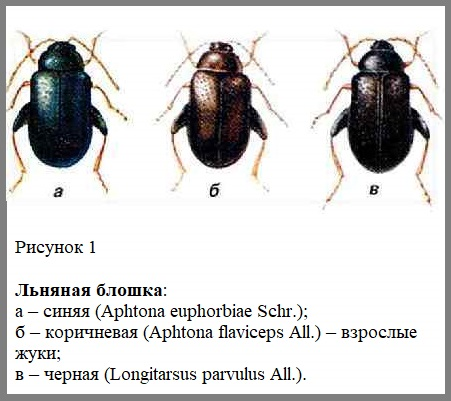 а б в
Рисунок 1
Льняная блошка:
а – синяя (Aphtona euphorbiae Schr.);
б – коричневая (Aphtona flaviceps All.) – взрослые
жуки;
в – черная (Longitarsus parvulus All.).